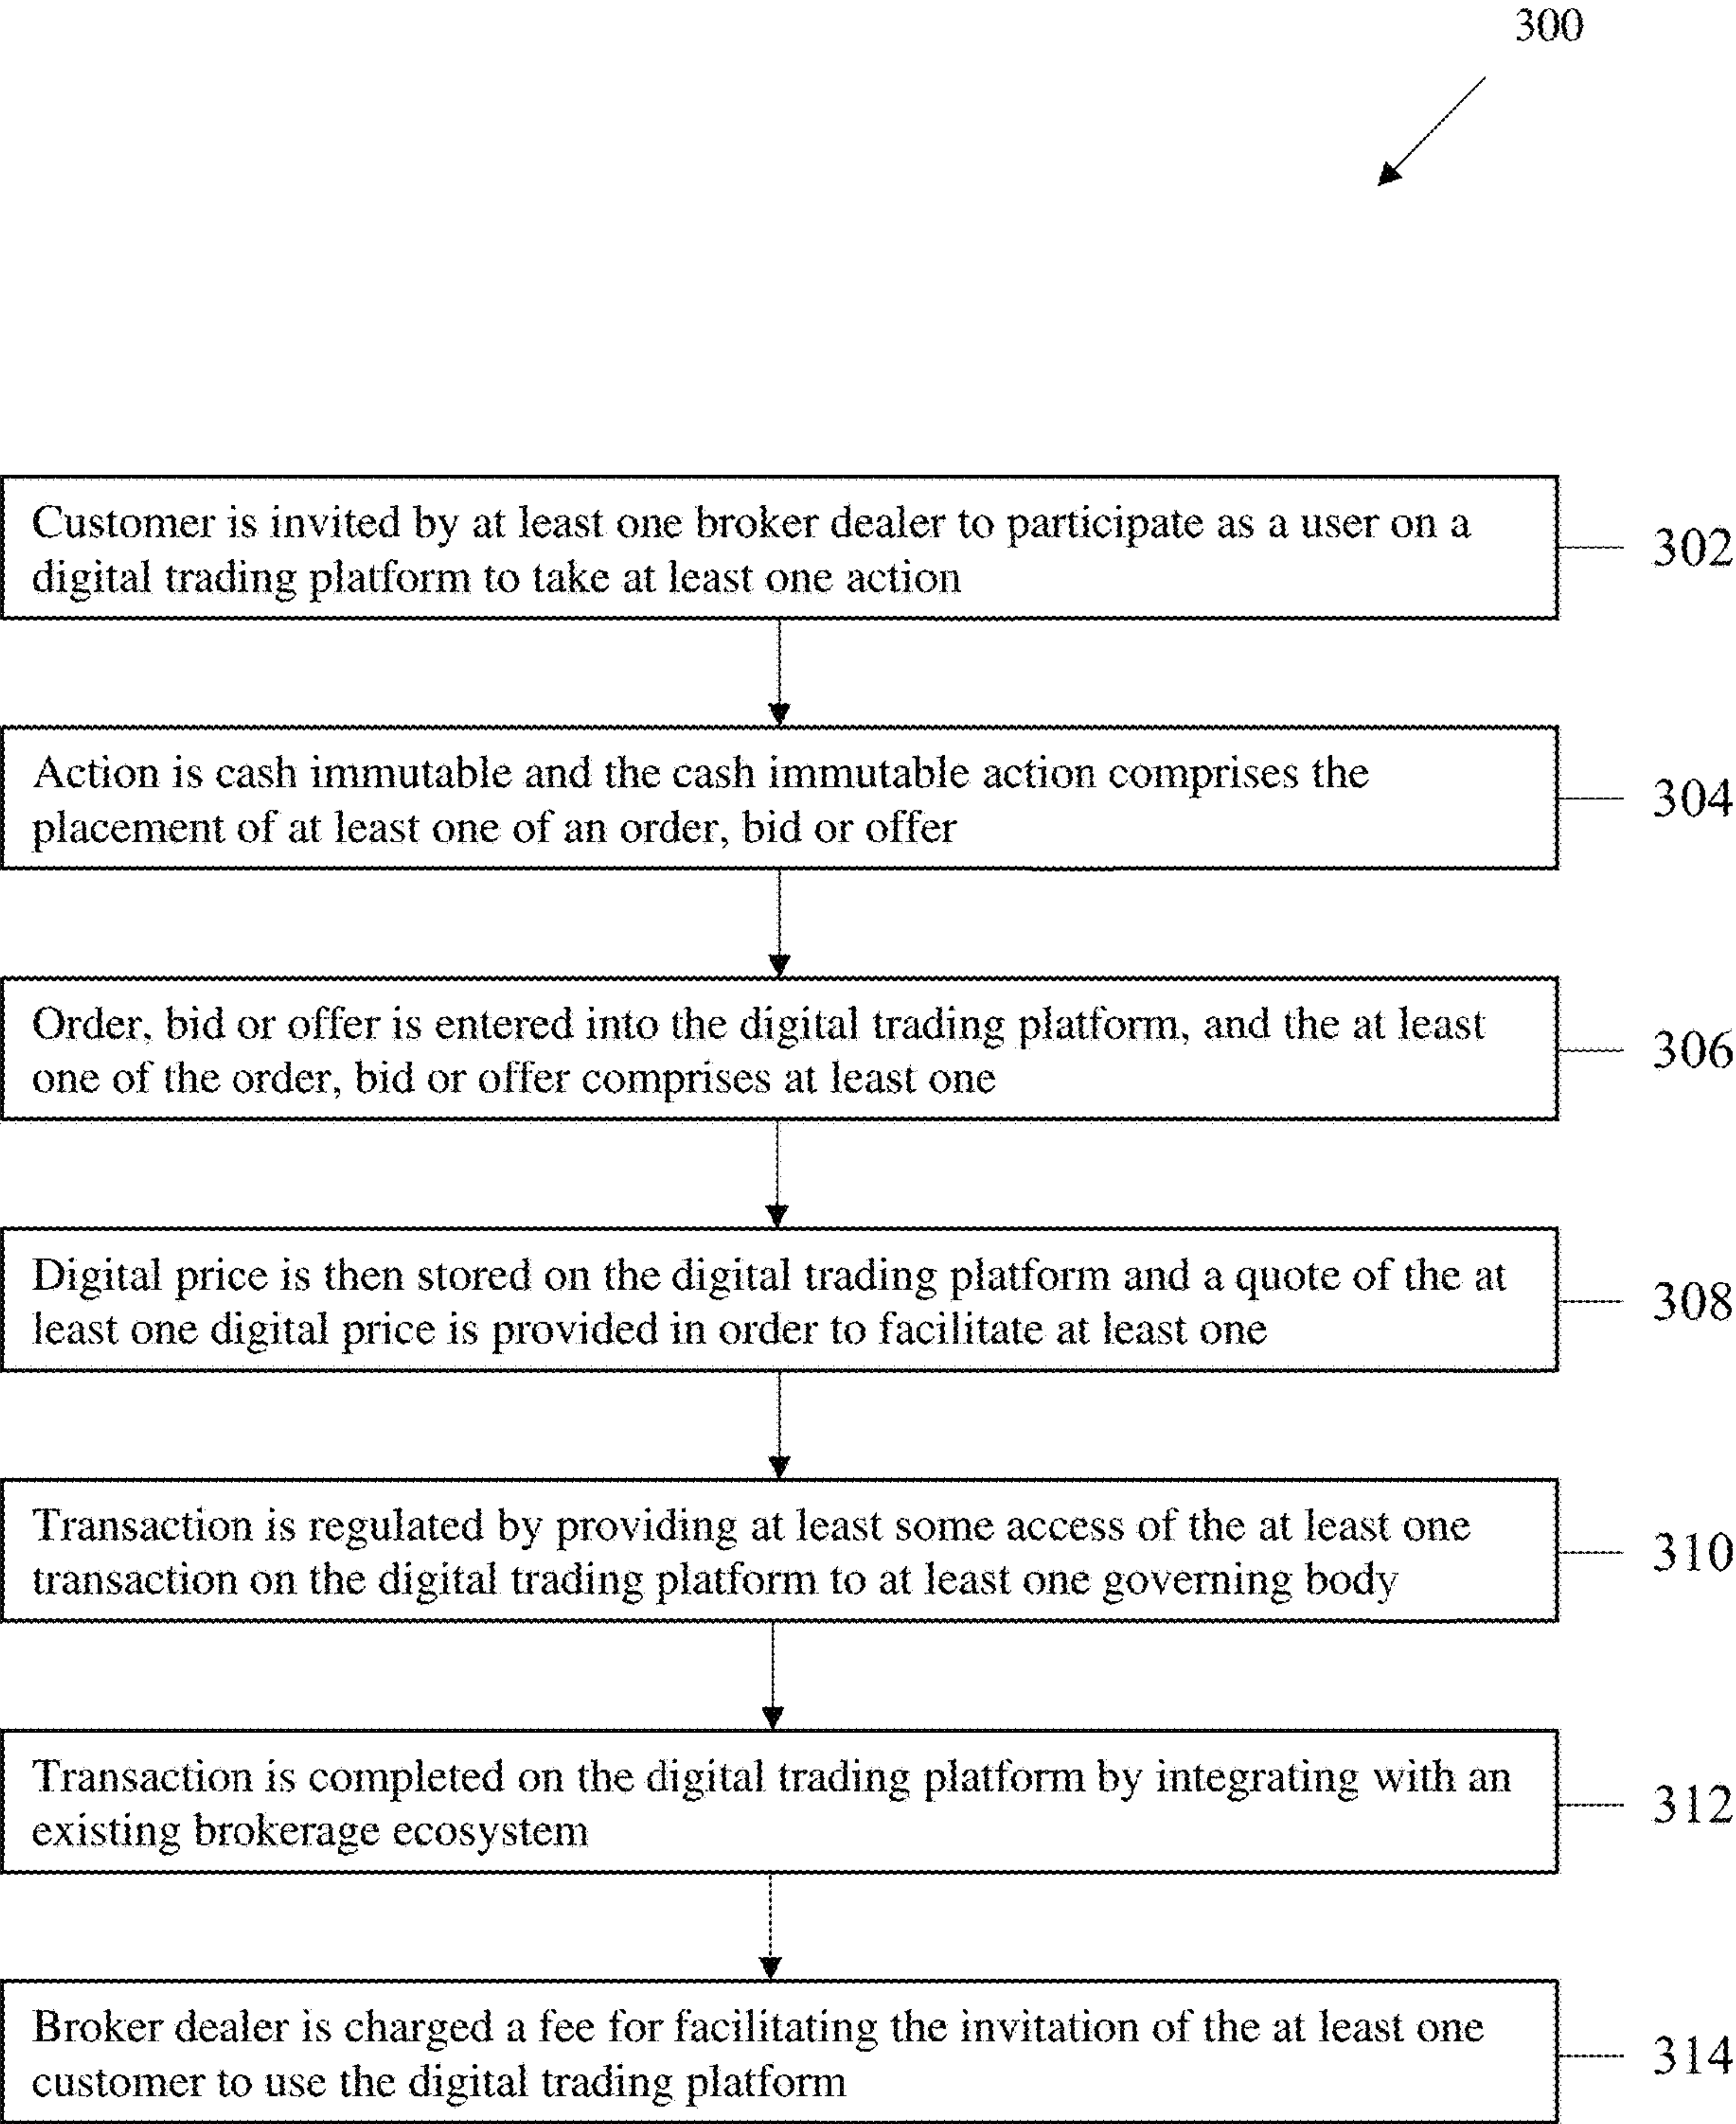 300
Customer is invited by at least one broker dealer to participate as a user on a
digital trading platform to take at least one action
302
Action is cash immutable and the cash immutable action comprises the
placement of at least one of an order, bid or offer
304
Order, bid or offer is entered into the digital trading platform, and the at least
one of the order, bid or offer comprises at least one
306
Digital price is then stored on the digital trading platform and a quote of the at
least one digital price is provided in order to facilitate at least one
308
Transaction is regulated by providing at least some access of the at least one
transaction on the digital trading platform to at least one governing body
310
Transaction is completed on the digital trading platform by integrating with an
existing brokerage ecosystem
312
Broker dealer is charged a fee for facilitating the invitation of the at least one
customer to use the digital trading platform
314